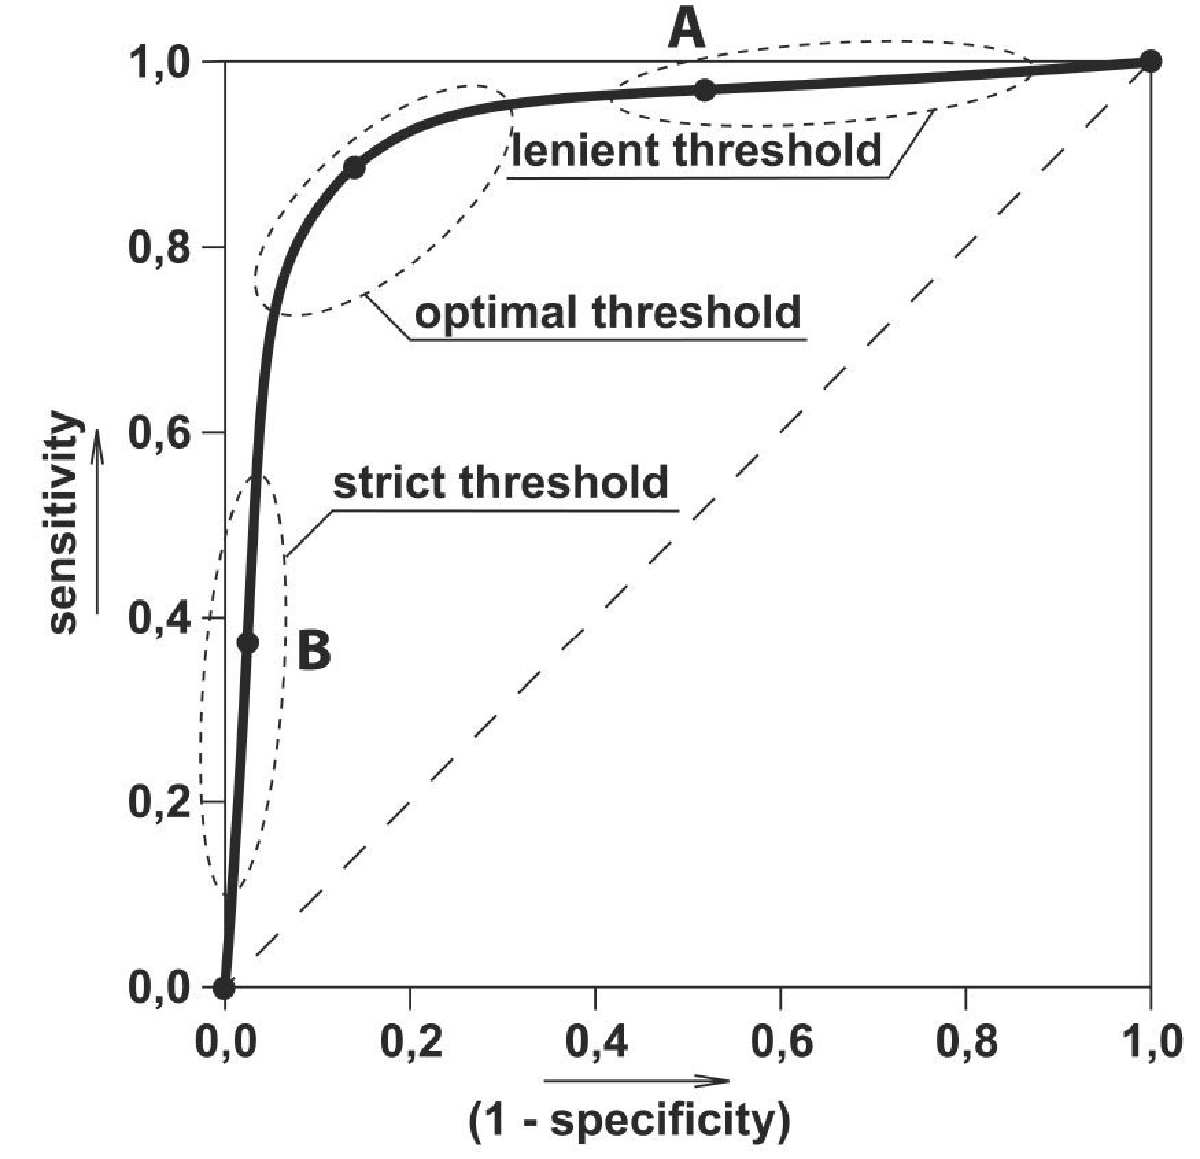 A
1,0
lenient threshold
0,8
optimal threshold
0,6
strict threshold
sensitivity
0,4
B
0,2
0,0
0,0 0,2 0,4 0,6 0,8 1,0
(1 - specificity)